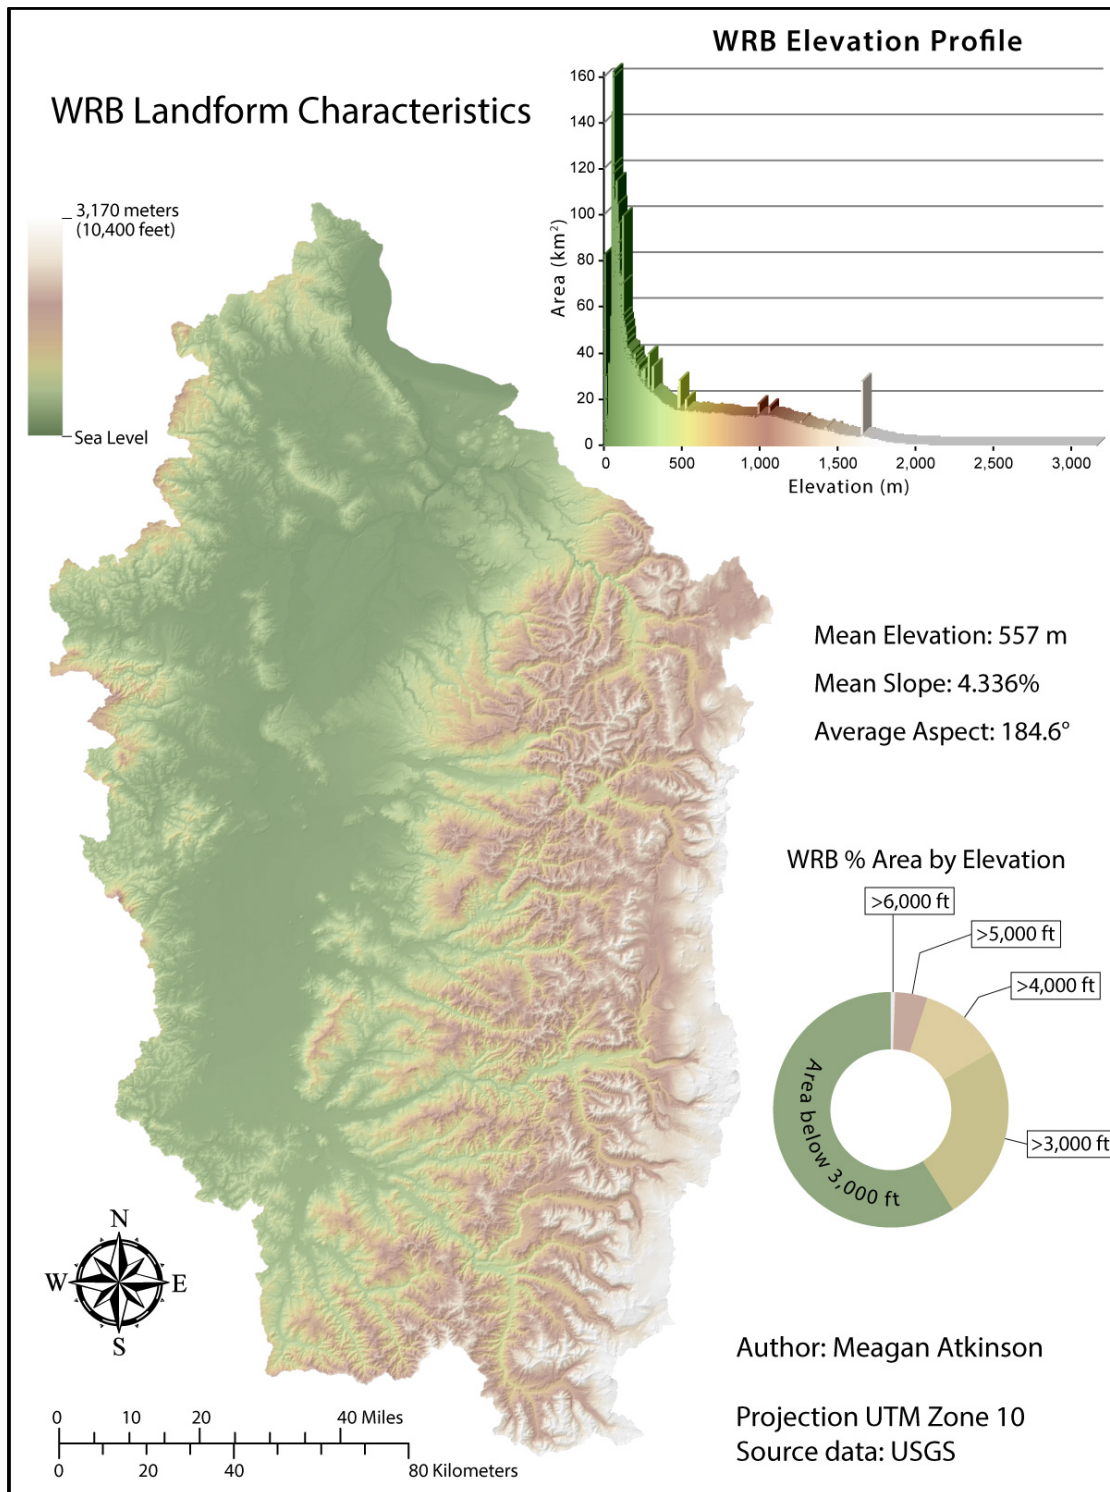 WRB Elevation Profile
WRB Landform Characteristics
160
140
120
100
80
60
40
20
0
Area (km²)
0 500 1,000 1,500 2,000 2,500 3,000
Elevation (m)
3,170 meters
(10,400 feet)
Sea Level
Mean Elevation: 557 m
Mean Slope: 4.336%
Average Aspect: 184.6°
WRB % Area by Elevation
>6,000 ft
>5,000 ft
>4,000 ft
>3,000 ft
Area below 3,000 ft
N
W E
S
0 10 20 40 Miles
0 20 40 80 Kilometers
Author: Meagan Atkinson
Projection UTM Zone 10
Source data: USGS